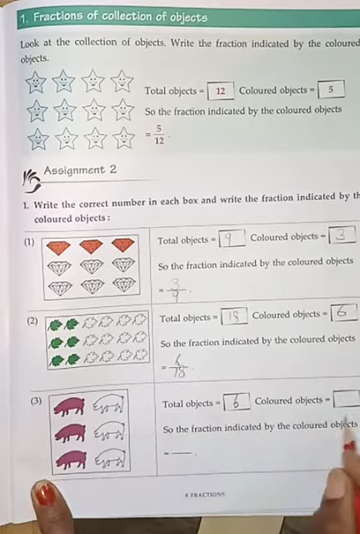 1. Fractions of collection of objects
Look at the collection of objects. Write the fraction indicated by the coloured
objects.
Total objects = 12 Coloured objects = 5
So the fraction indicated by the coloured objects
= 5/12 .
Assignment 2
1. Write the correct number in each box and write the fraction indicated by th
coloured objects :
(1)
Total objects = 9 Coloured objects = 3
So the fraction indicated by the coloured objects
= 3/9 .
(2)
Total objects = 18 Coloured objects = 6
So the fraction indicated by the coloured objects
= 6/18 .
(3)
Total objects = 6 Coloured objects =
So the fraction indicated by the coloured objects
= .
FRACTIONS